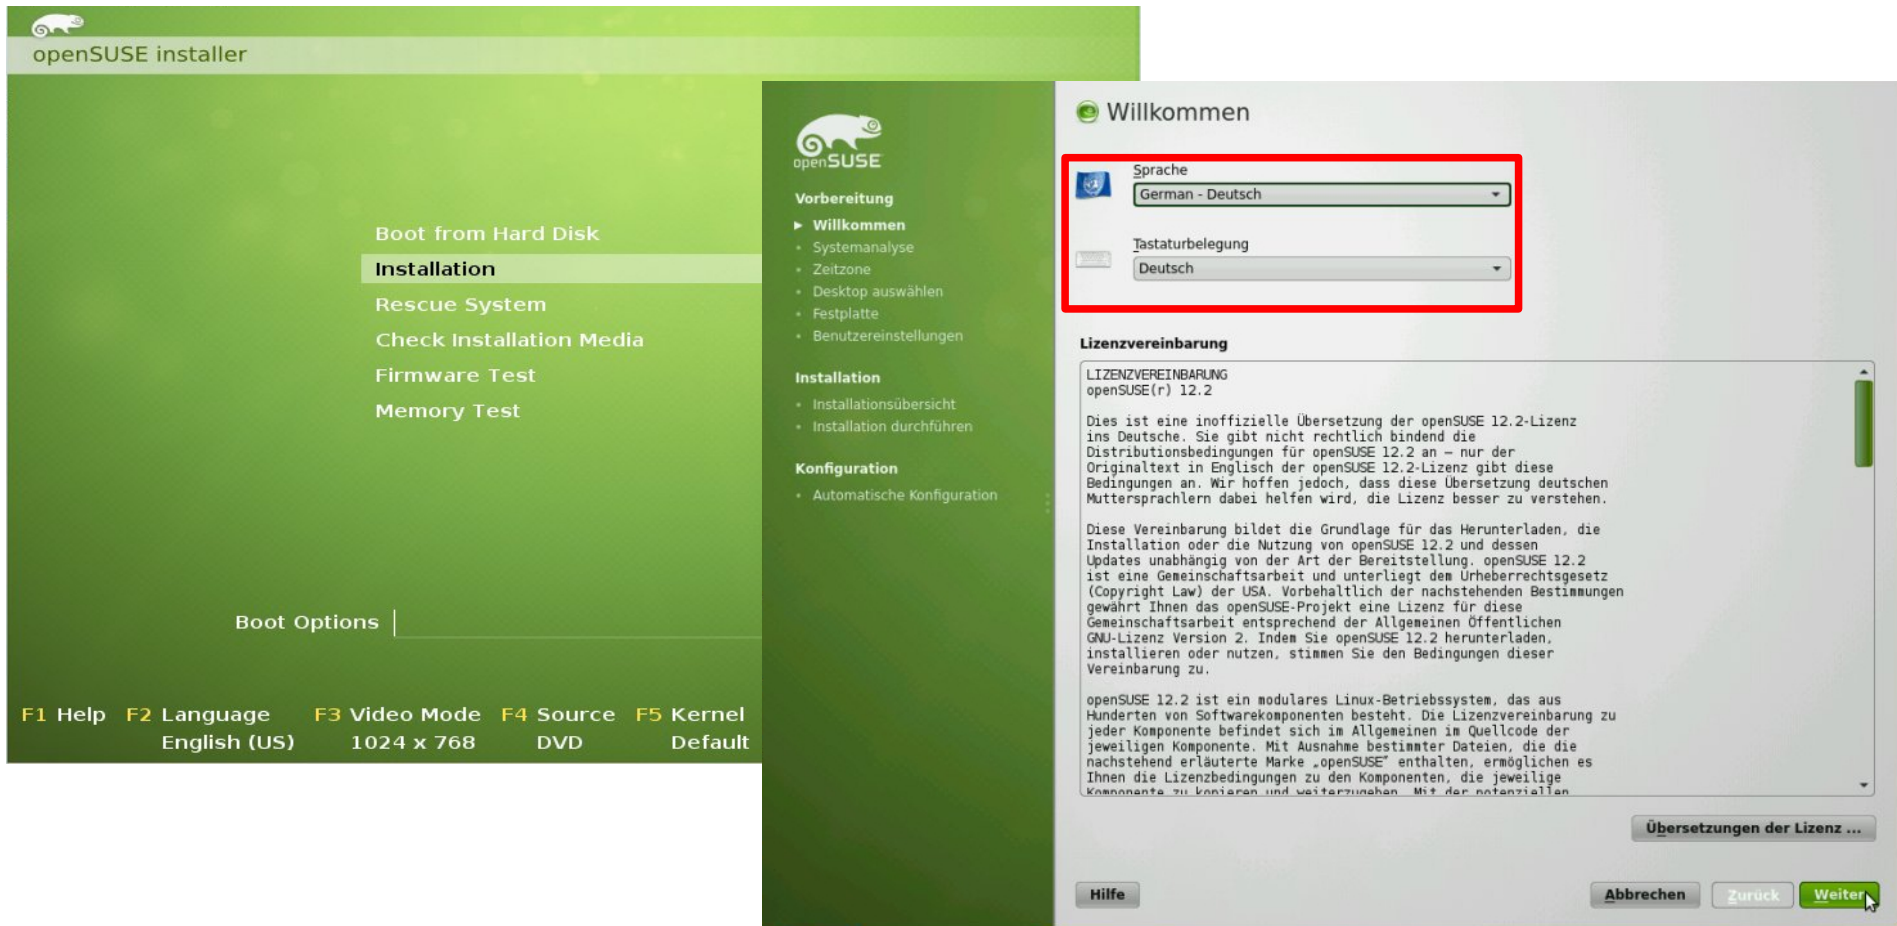 openSUSE installer
Boot from Hard Disk
Installation
Rescue System
Check Installation Media
Firmware Test
Memory Test
Boot Options
F1 Help F2 Language F3 Video Mode F4 Source F5 Kernel
English (US) 1024 x 768 DVD Default
openSUSE
Vorbereitung
Willkommen
Systemanalyse
Zeitzone
Desktop auswählen
Festplatte
Benutzereinstellungen
Installation
Installationsübersicht
Installation durchführen
Konfiguration
Automatische Konfiguration
Willkommen
Sprache
German - Deutsch
Tastaturbelegung
Deutsch
Lizenzvereinbarung
LIZENZVEREINBARUNG
openSUSE(r) 12.2
Dies ist eine inoffizielle Übersetzung der openSUSE 12.2-Lizenz
ins Deutsche. Sie gibt nicht rechtlich bindend die
Distributionsbedingungen für openSUSE 12.2 an – nur der
Originaltext in Englisch der openSUSE 12.2-Lizenz gibt diese
Bedingungen an. Wir hoffen jedoch, dass diese Übersetzung deutschen
Muttersprachlern dabei helfen wird, die Lizenz besser zu verstehen.
Diese Vereinbarung bildet die Grundlage für das Herunterladen, die
Installation oder die Nutzung von openSUSE 12.2 und dessen
Updates unabhängig von der Art der Bereitstellung. openSUSE 12.2
ist eine Gemeinschaftsarbeit und unterliegt dem Urheberrechtsgesetz
(Copyright Law) der USA. Vorbehaltlich der nachstehenden Bestimmungen
gewährt Ihnen das openSUSE-Projekt eine Lizenz für diese
Gemeinschaftsarbeit entsprechend der Allgemeinen Öffentlichen
GNU-Lizenz Version 2. Indem Sie openSUSE 12.2 herunterladen,
installieren oder nutzen, stimmen Sie den Bedingungen dieser
Vereinbarung zu.
openSUSE 12.2 ist ein modulares Linux-Betriebssystem, das aus
Hunderten von Softwarekomponenten besteht. Die Lizenzvereinbarung zu
jeder Komponente befindet sich im Allgemeinen im Quellcode der
jeweiligen Komponente. Mit Ausnahme bestimmter Dateien, die die
nachstehend erläuterte Marke „openSUSE“ enthalten, ermöglichen es
Ihnen die Lizenzbedingungen zu den Komponenten, die jeweilige
Komponente zu kopieren und weiterzugeben. Mit der potenziellen
Übersetzungen der Lizenz ...
Hilfe
Abbrechen
Zurück
Weiter